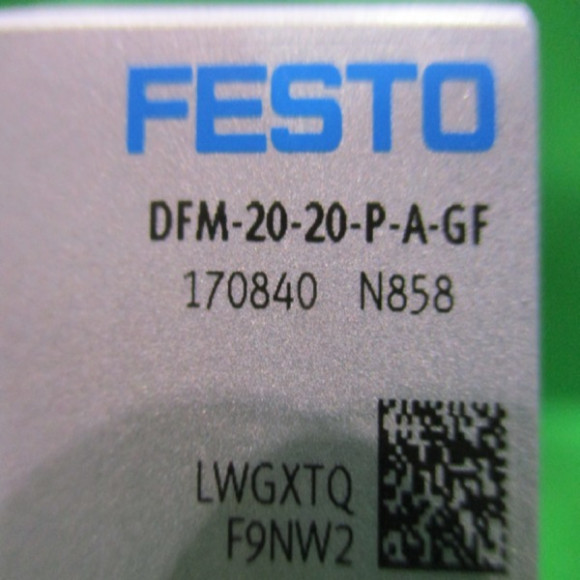 FESTO
DFM-20-20-P-A-GF
170840 N858
LWGXTQ
F9NW2